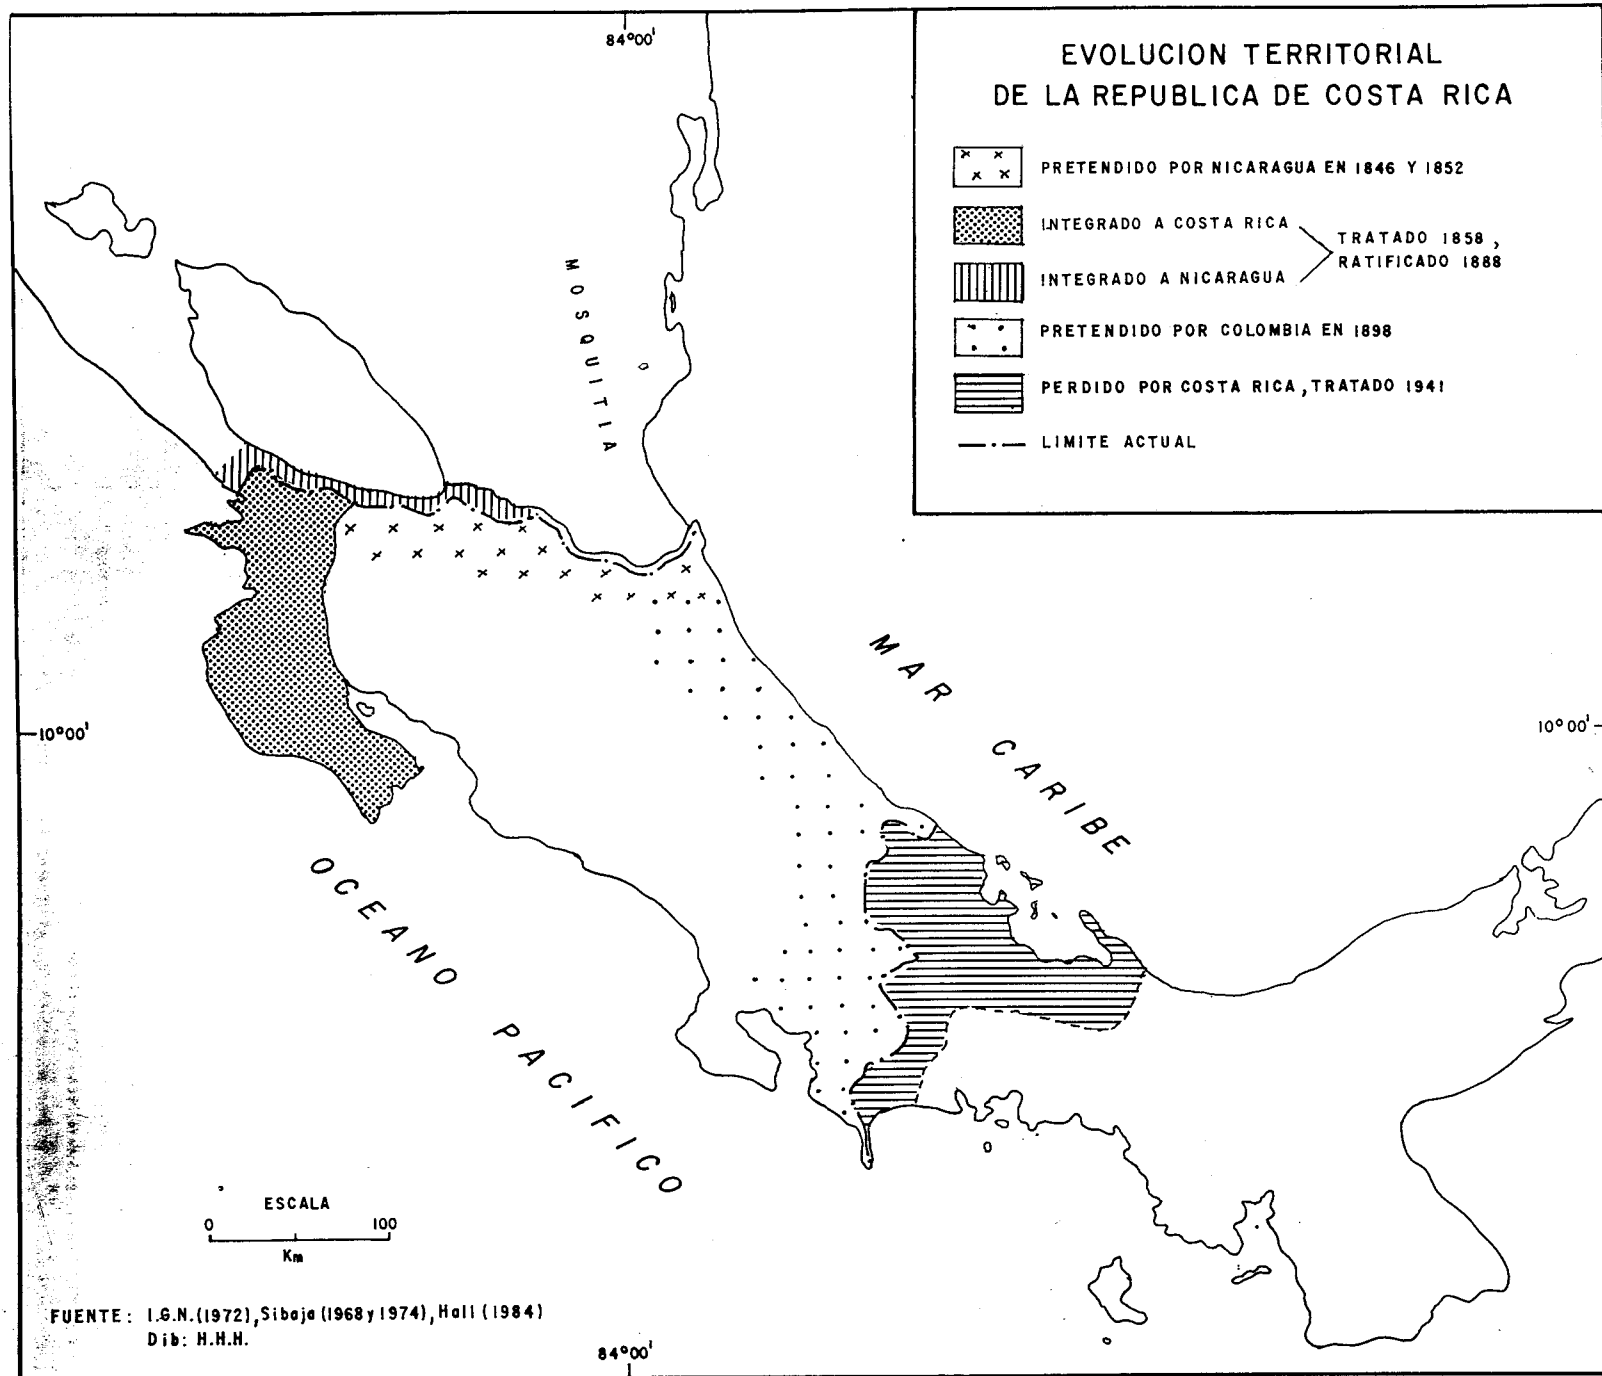 84°00'
EVOLUCION TERRITORIAL
DE LA REPUBLICA DE COSTA RICA
PRETENDIDO POR NICARAGUA EN 1846 Y 1852
INTEGRADO A COSTA RICA
INTEGRADO A NICARAGUA
TRATADO 1858,
RATIFICADO 1888
PRETENDIDO POR COLOMBIA EN 1898
PERDIDO POR COSTA RICA, TRATADO 1941
LIMITE ACTUAL
MOSQUITIA
MAR CARIBE
10°00'
10°00'
OCEANO PACIFICO
ESCALA
0 100
Km
FUENTE: I.G.N.(1972), Sibaja (1968 y 1974), Hall (1984)
Dib: H.H.H.
84°00'